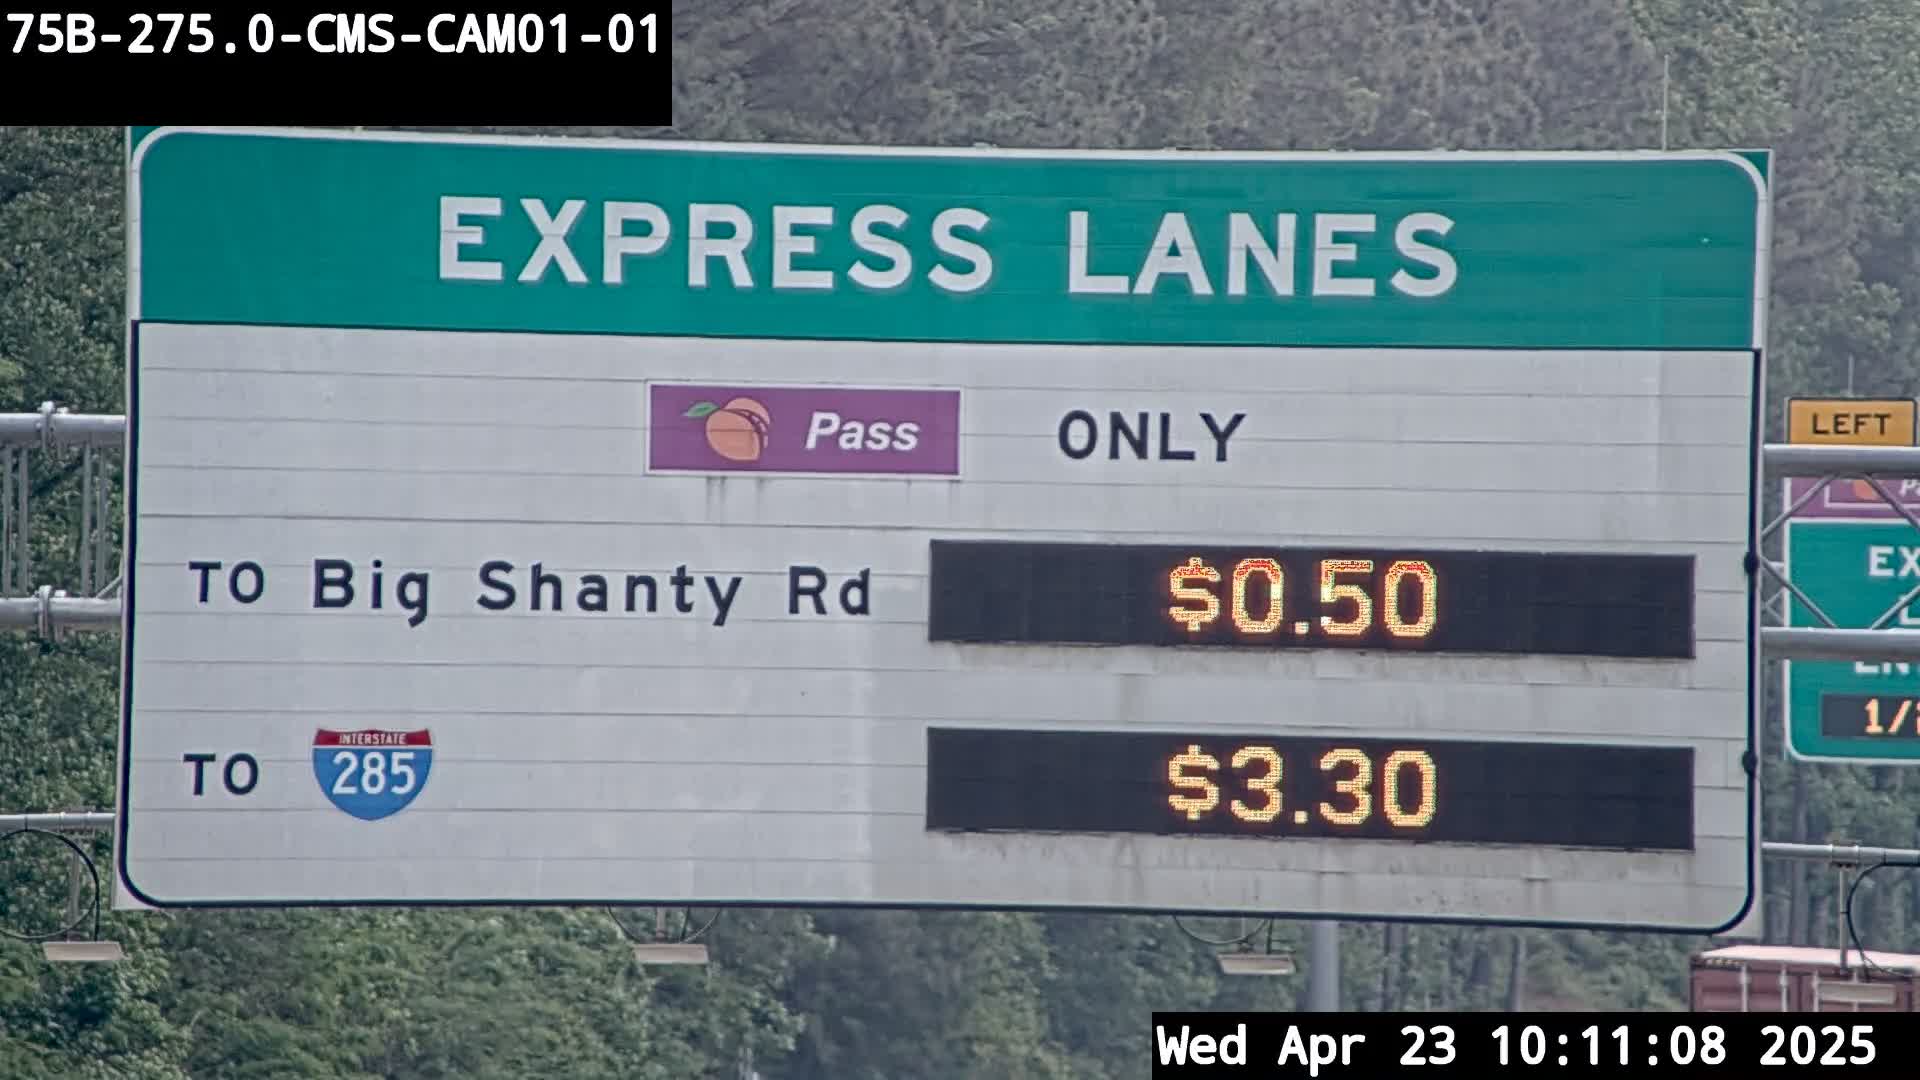 75B-275.0-CMS-CAM01-01
EXPRESS LANES
Pass ONLY
LEFT
EX
TO Big Shanty Rd $0.50
TO INTERSTATE 285 $3.30
Wed Apr 23 10:11:08 2025